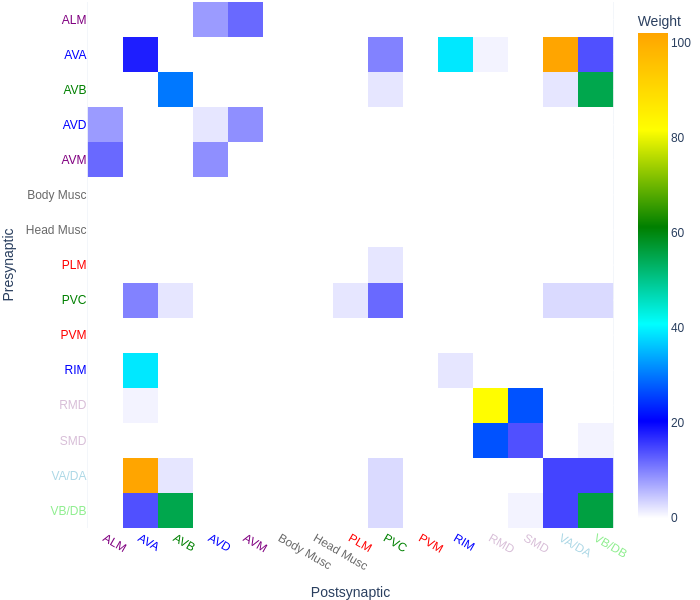 Weight
ALM
AVA
AVB
AVD
AVM
Body Musc
Head Musc
PLM
PVC
PVM
RIM
RMD
SMD
VA/DA
VB/DB
Presynaptic
100
80
60
40
20
0
ALM
AVA
AVB
AVD
AVM
Body Musc
Head Musc
PLM
PVC
PVM
RIM
RMD
SMD
VA/DA
VB/DB
Postsynaptic